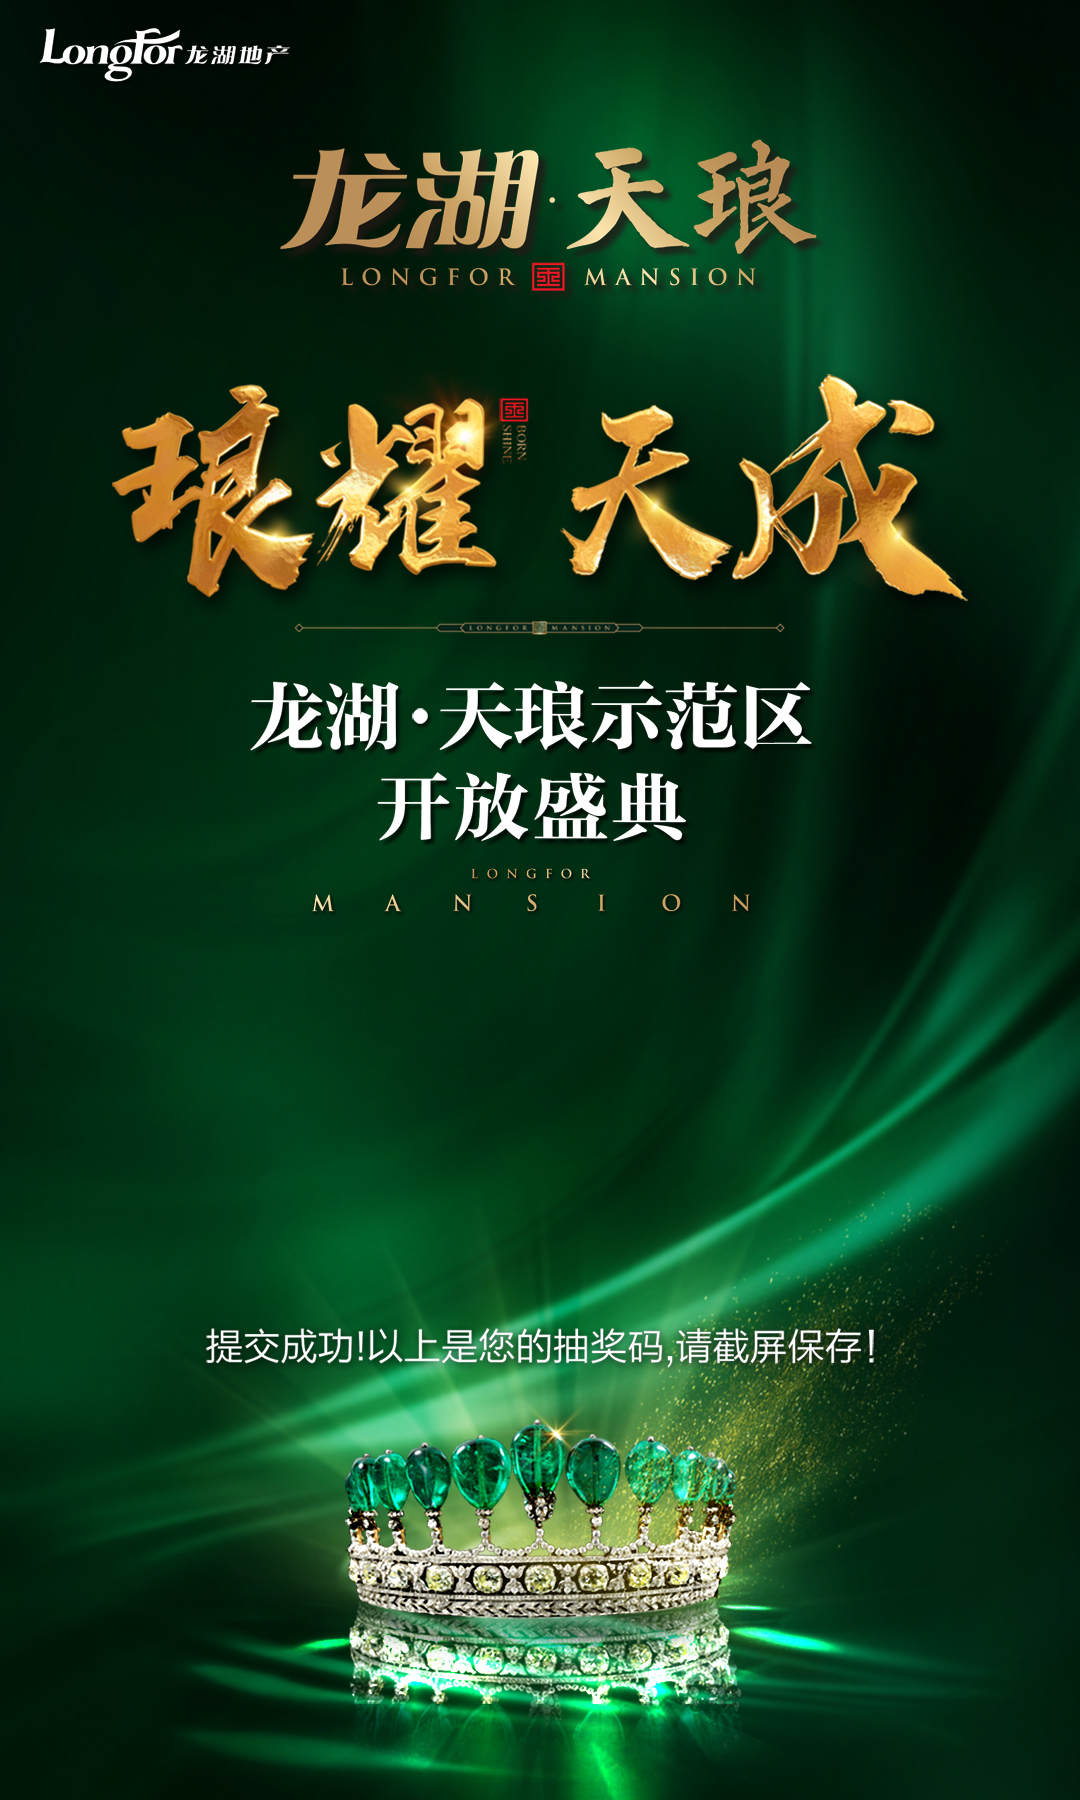 LongFor 龙湖地产
龙湖·天琅
LONGFOR MANSION
琅耀 天成
BORN
SHINE
LONGFOR MANSION
龙湖·天琅示范区
开放盛典
LONGFOR
MANSION
提交成功!以上是您的抽奖码,请截屏保存!